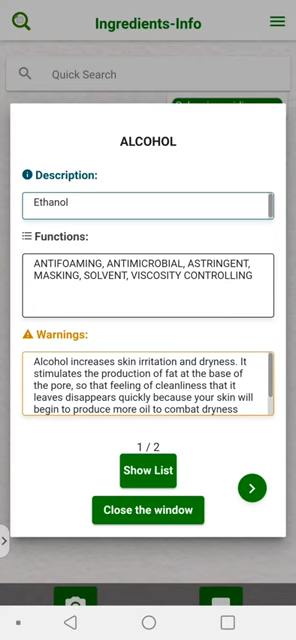 Ingredients-Info
Quick Search
ALCOHOL
Description:
Ethanol
Functions:
ANTIFOAMING, ANTIMICROBIAL, ASTRINGENT,
MASKING, SOLVENT, VISCOSITY CONTROLLING
Warnings:
Alcohol increases skin irritation and dryness. It
stimulates the production of fat at the base of
the pore, so that feeling of cleanliness that it
leaves disappears quickly because your skin will
begin to produce more oil to combat dryness
1 / 2
Show List
Close the window